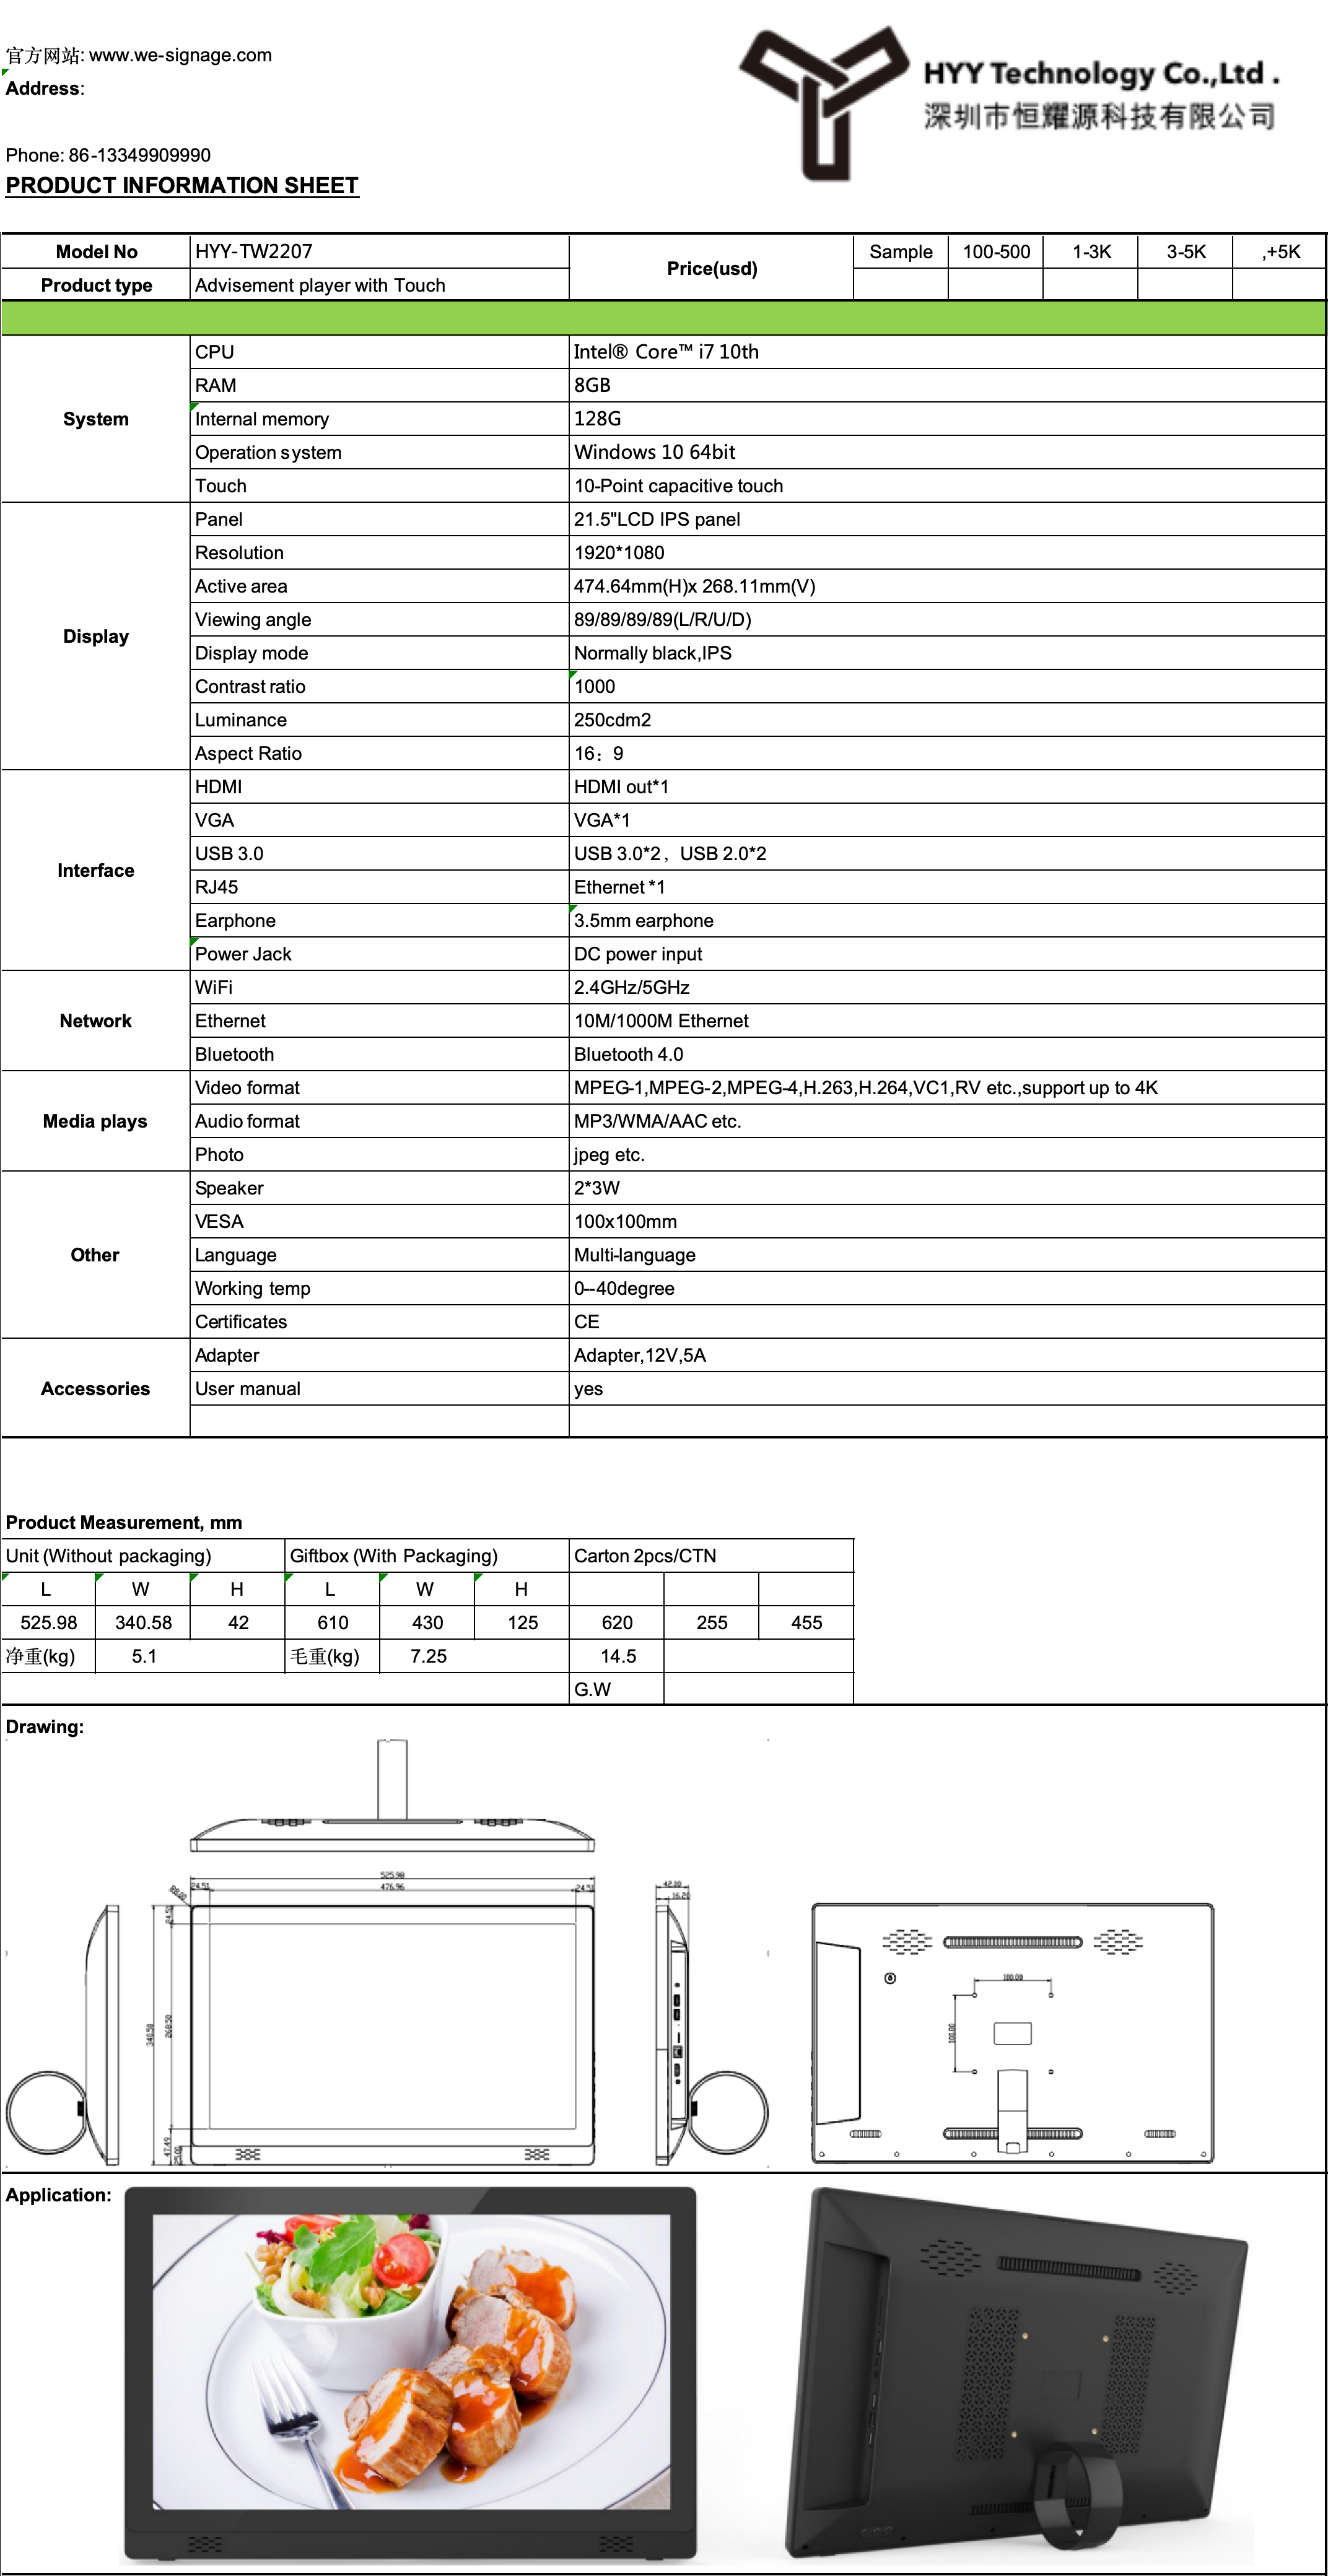 官方网站: www.we-signage.com
Address:
HYY Technology Co.,Ltd .
深圳市恒耀源科技有限公司
Phone: 86-13349909990
PRODUCT INFORMATION SHEET
Model No HYY-TW2207 Price(usd) Sample 100-500 1-3K 3-5K ,+5K
Product type Advisement player with Touch
System
CPU Intel® Core™ i7 10th
RAM 8GB
Internal memory 128G
Operation system Windows 10 64bit
Touch 10-Point capacitive touch
Display
Panel 21.5"LCD IPS panel
Resolution 1920*1080
Active area 474.64mm(H)x 268.11mm(V)
Viewing angle 89/89/89/89(L/R/U/D)
Display mode Normally black,IPS
Contrast ratio 1000
Luminance 250cdm2
Aspect Ratio 16：9
Interface
HDMI HDMI out*1
VGA VGA*1
USB 3.0 USB 3.0*2，USB 2.0*2
RJ45 Ethernet *1
Earphone 3.5mm earphone
Power Jack DC power input
Network
WiFi 2.4GHz/5GHz
Ethernet 10M/1000M Ethernet
Bluetooth Bluetooth 4.0
Media plays
Video format MPEG-1,MPEG-2,MPEG-4,H.263,H.264,VC1,RV etc.,support up to 4K
Audio format MP3/WMA/AAC etc.
Photo jpeg etc.
Other
Speaker 2*3W
VESA 100x100mm
Language Multi-language
Working temp 0--40degree
Certificates CE
Accessories
Adapter Adapter,12V,5A
User manual yes
Product Measurement, mm
Unit (Without packaging) Giftbox (With Packaging) Carton 2pcs/CTN
L W H L W H
525.98 340.58 42 610 430 125 620 255 455
净重(kg) 5.1 毛重(kg) 7.25 14.5
G.W
Drawing:
525.98
24.51 476.96 24.51
24.51
340.50
268.50
47.49
25.00
42.00
16.20
100.00
100.00
Application: